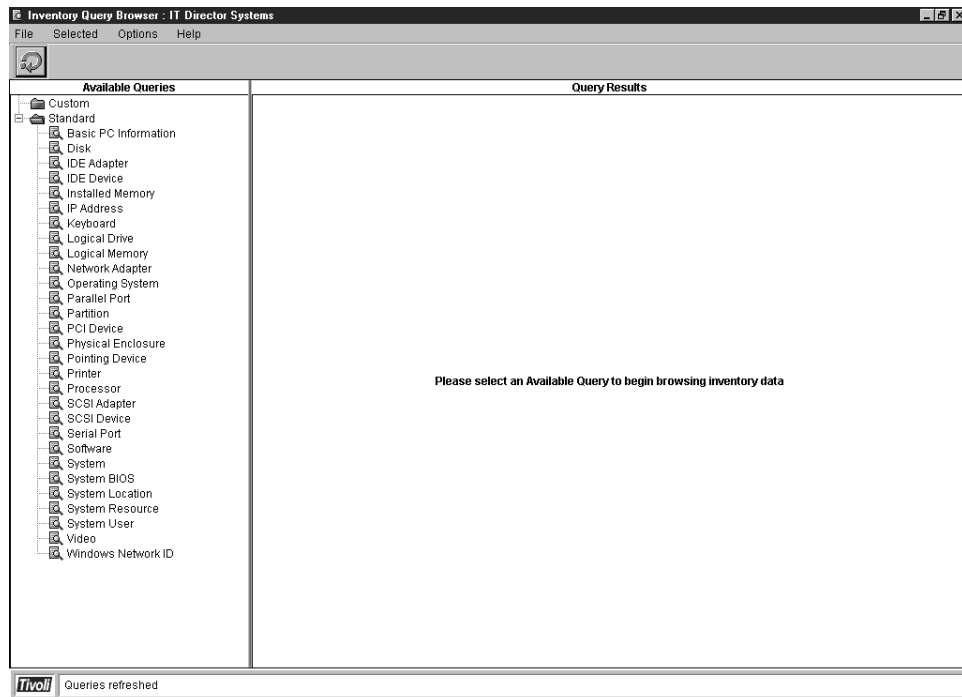 Inventory Query Browser : IT Director Systems
File Selected Options Help
Available Queries
Query Results
Custom
Standard
Basic PC Information
Disk
IDE Adapter
IDE Device
Installed Memory
IP Address
Keyboard
Logical Drive
Logical Memory
Network Adapter
Operating System
Parallel Port
Partition
PCI Device
Physical Enclosure
Pointing Device
Printer
Processor
SCSI Adapter
SCSI Device
Serial Port
Software
System
System BIOS
System Location
System Resource
System User
Video
Windows Network ID
Please select an Available Query to begin browsing inventory data
Tivoli Queries refreshed